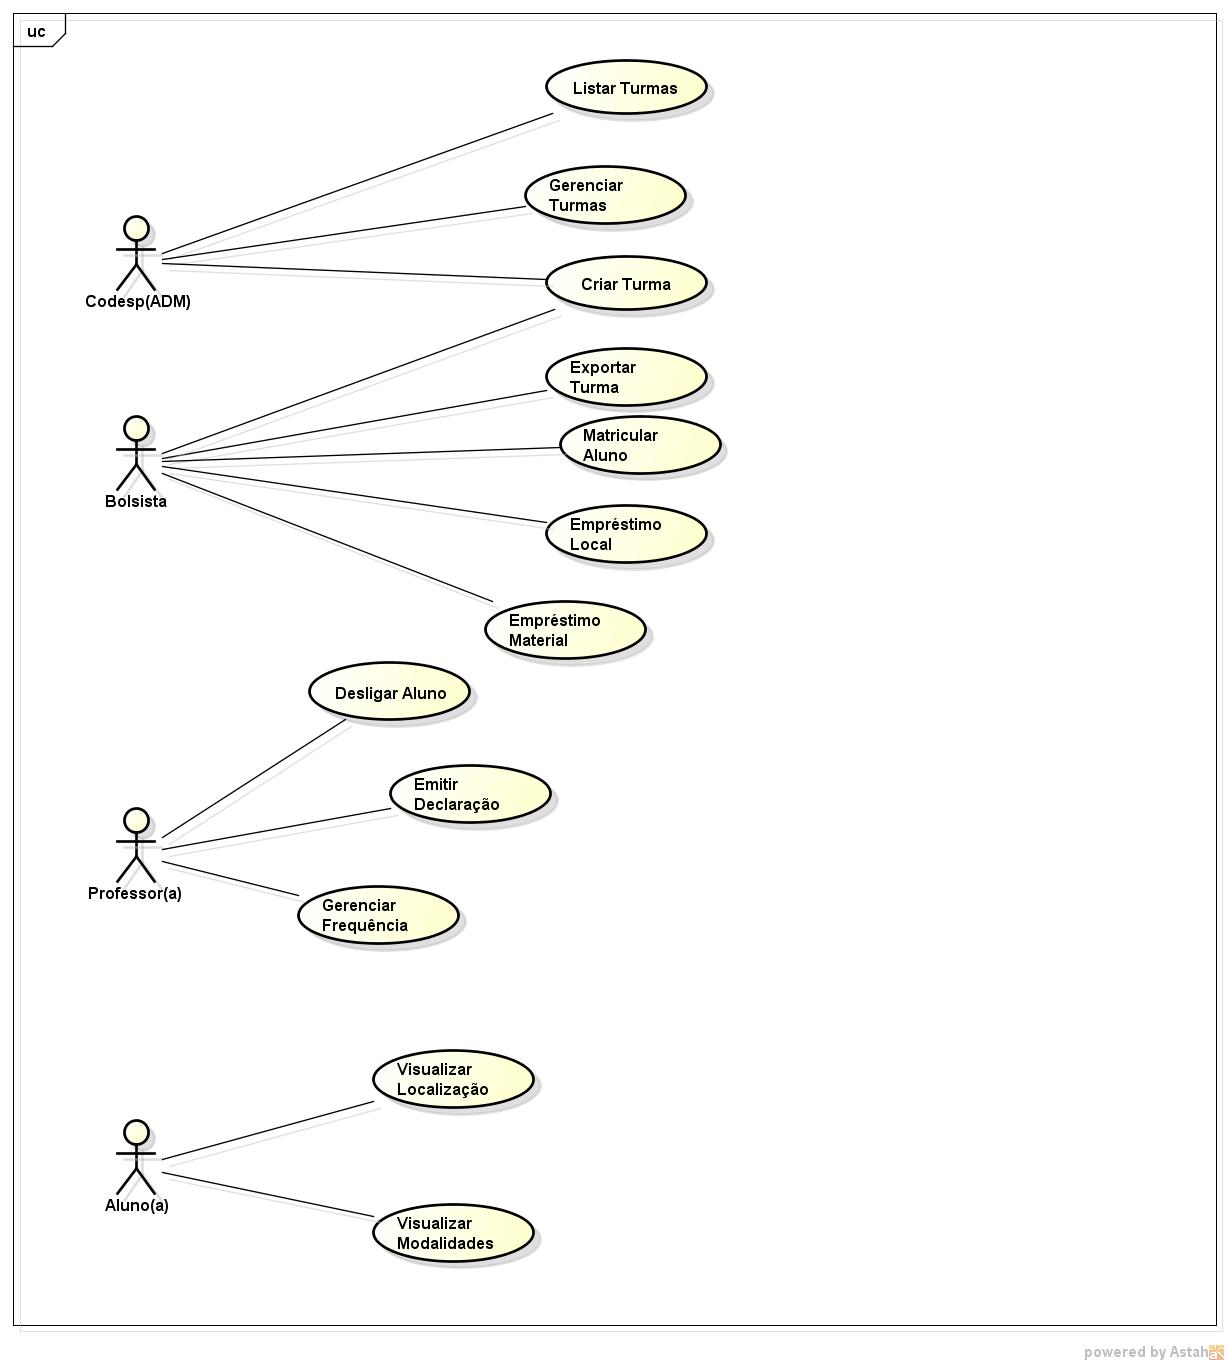 uc
Listar Turmas
Gerenciar
Turmas
Codesp(ADM)
Criar Turma
Exportar
Turma
Matricular
Aluno
Bolsista
Empréstimo
Local
Empréstimo
Material
Desligar Aluno
Emitir
Declaração
Professor(a)
Gerenciar
Frequência
Visualizar
Localização
Aluno(a)
Visualizar
Modalidades
powered by Astah